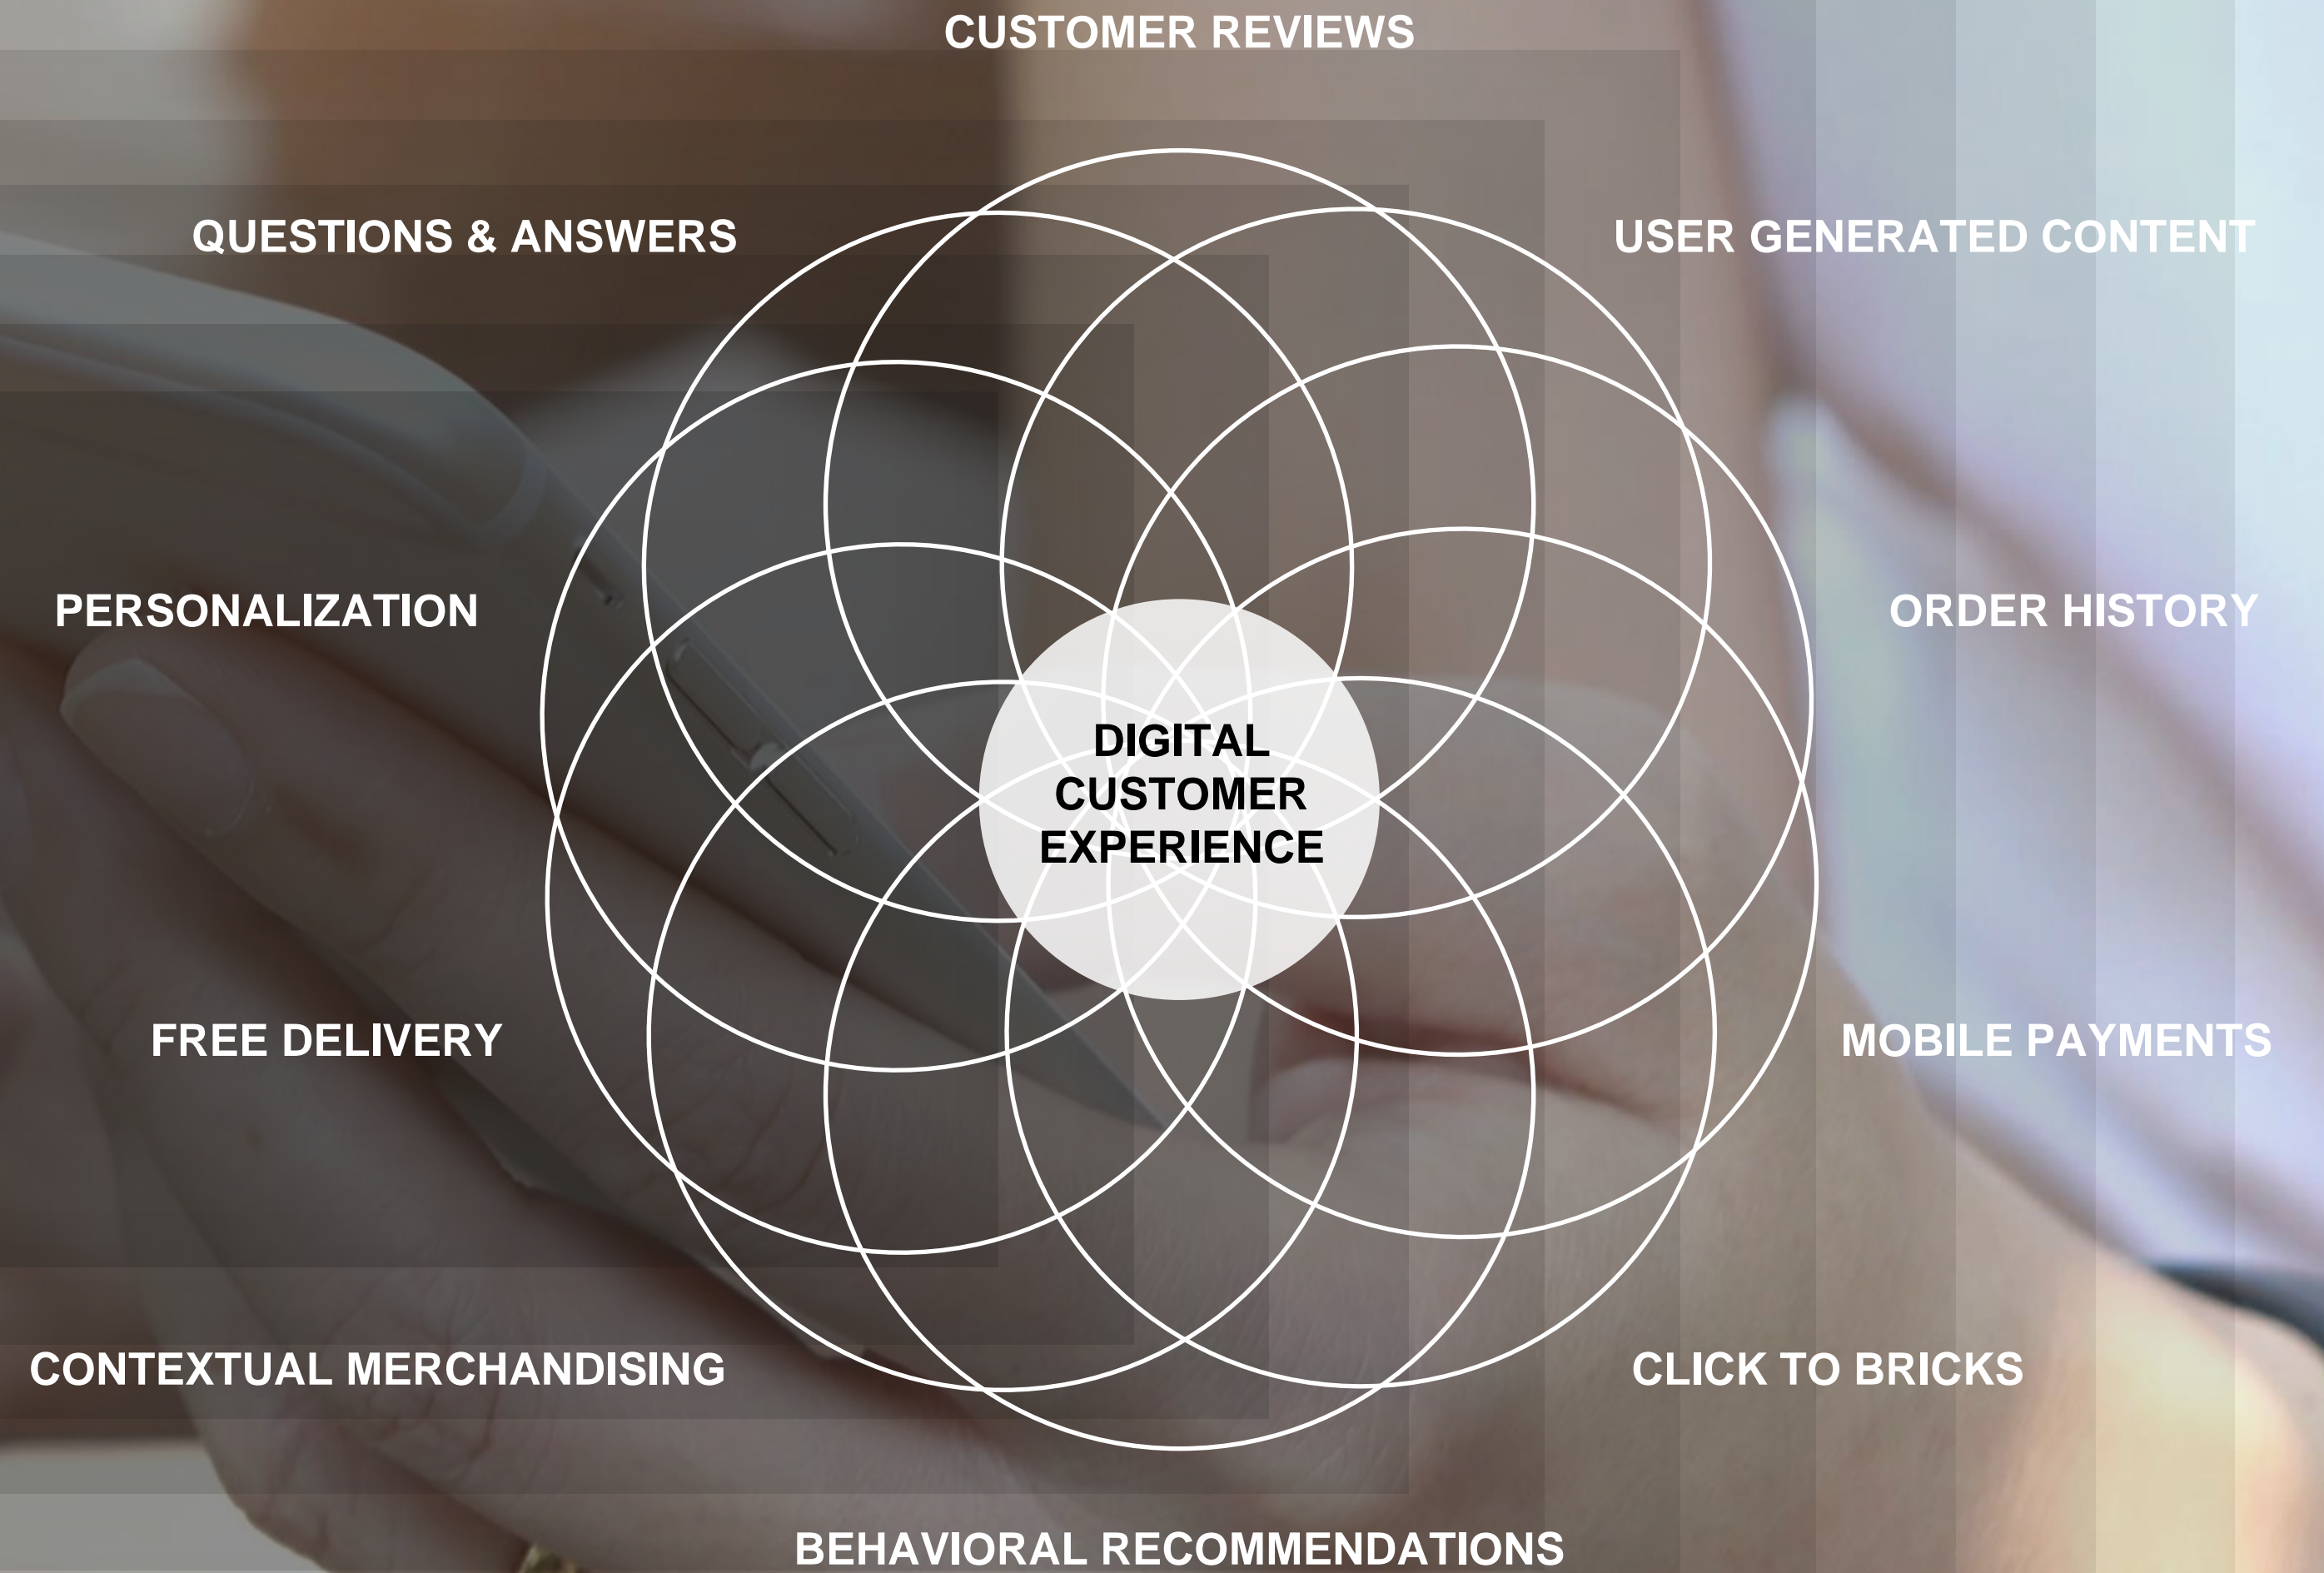 CUSTOMER REVIEWS
QUESTIONS & ANSWERS
USER GENERATED CONTENT
PERSONALIZATION
ORDER HISTORY
DIGITAL
CUSTOMER
EXPERIENCE
FREE DELIVERY
MOBILE PAYMENTS
CONTEXTUAL MERCHANDISING
CLICK TO BRICKS
BEHAVIORAL RECOMMENDATIONS